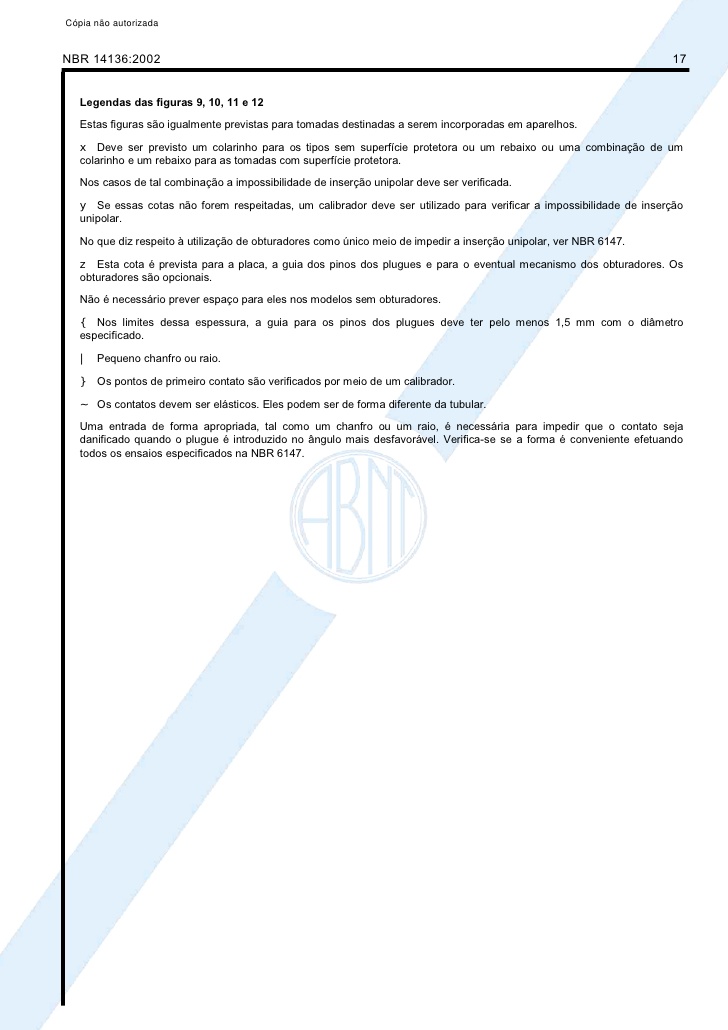 Cópia não autorizada
NBR 14136:2002 17
Legendas das figuras 9, 10, 11 e 12
Estas figuras são igualmente previstas para tomadas destinadas a serem incorporadas em aparelhos.
x Deve ser previsto um colarinho para os tipos sem superfície protetora ou um rebaixo ou uma combinação de um
colarinho e um rebaixo para as tomadas com superfície protetora.
Nos casos de tal combinação a impossibilidade de inserção unipolar deve ser verificada.
y Se essas cotas não forem respeitadas, um calibrador deve ser utilizado para verificar a impossibilidade de inserção
unipolar.
No que diz respeito à utilização de obturadores como único meio de impedir a inserção unipolar, ver NBR 6147.
z Esta cota é prevista para a placa, a guia dos pinos dos plugues e para o eventual mecanismo dos obturadores. Os
obturadores são opcionais.
Não é necessário prever espaço para eles nos modelos sem obturadores.
{ Nos limites dessa espessura, a guia para os pinos dos plugues deve ter pelo menos 1,5 mm com o diâmetro
especificado.
| Pequeno chanfro ou raio.
} Os pontos de primeiro contato são verificados por meio de um calibrador.
~ Os contatos devem ser elásticos. Eles podem ser de forma diferente da tubular.
Uma entrada de forma apropriada, tal como um chanfro ou um raio, é necessária para impedir que o contato seja
danificado quando o plugue é introduzido no ângulo mais desfavorável. Verifica-se se a forma é conveniente efetuando
todos os ensaios especificados na NBR 6147.
ABNT